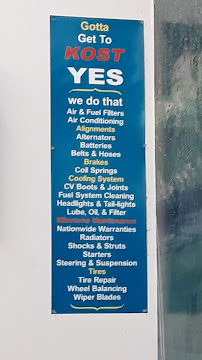 Gotta
Get To
KOST
YES
we do that
Air & Fuel Filters
Air Conditioning
Alignments
Alternators
Batteries
Belts & Hoses
Brakes
Coil Springs
Cooling System
CV Boots & Joints
Fuel System Cleaning
Headlights & Tail-lights
Lube, Oil, & Filter
Milestone Maintenance
Nationwide Warranties
Radiators
Shocks & Struts
Starters
Steering & Suspension
Tires
Tire Repair
Wheel Balancing
Wiper Blades